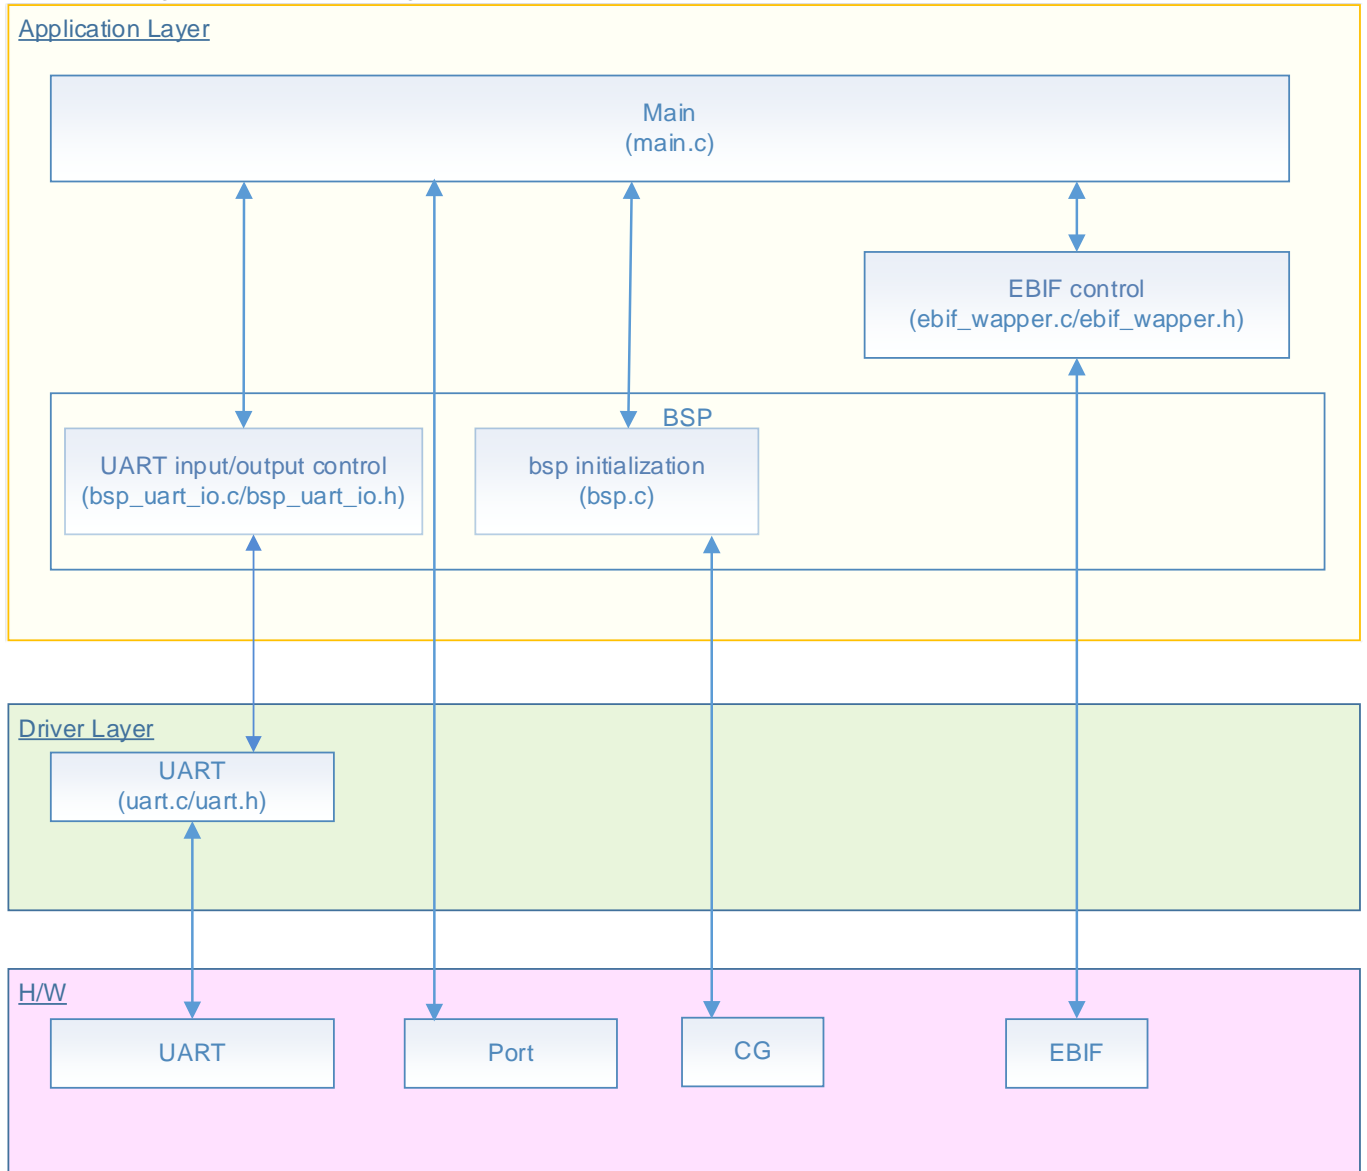 Application Layer
Main
(main.c)
EBIF control
(ebif_wapper.c/ebif_wapper.h)
BSP
UART input/output control
(bsp_uart_io.c/bsp_uart_io.h)
bsp initialization
(bsp.c)
Driver Layer
UART
(uart.c/uart.h)
H/W
UART
Port
CG
EBIF